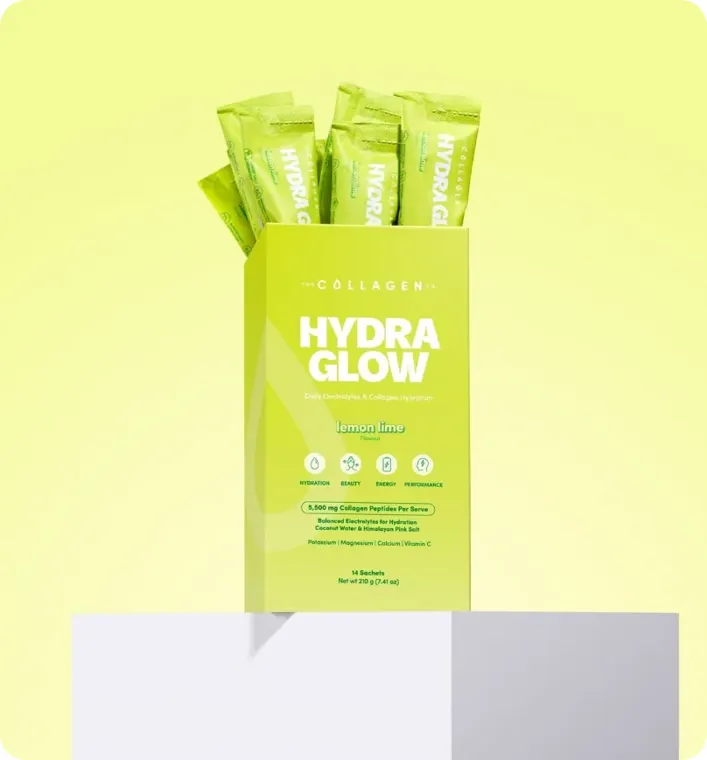 HYDRA G
HYDRA
HYDRA G
COLLAGEN
THE COLLAGEN CO.
HYDRA
GLOW
Daily Electrolytes & Collagen Hydration
lemon lime
Flavour
HYDRATION BEAUTY ENERGY PERFORMANCE
5,500 mg Collagen Peptides Per Serve
Balanced Electrolytes for Hydration
Coconut Water & Himalayan Pink Salt
Potassium | Magnesium | Calcium | Vitamin C
14 Sachets
Net wt 210 g (7.41 oz)